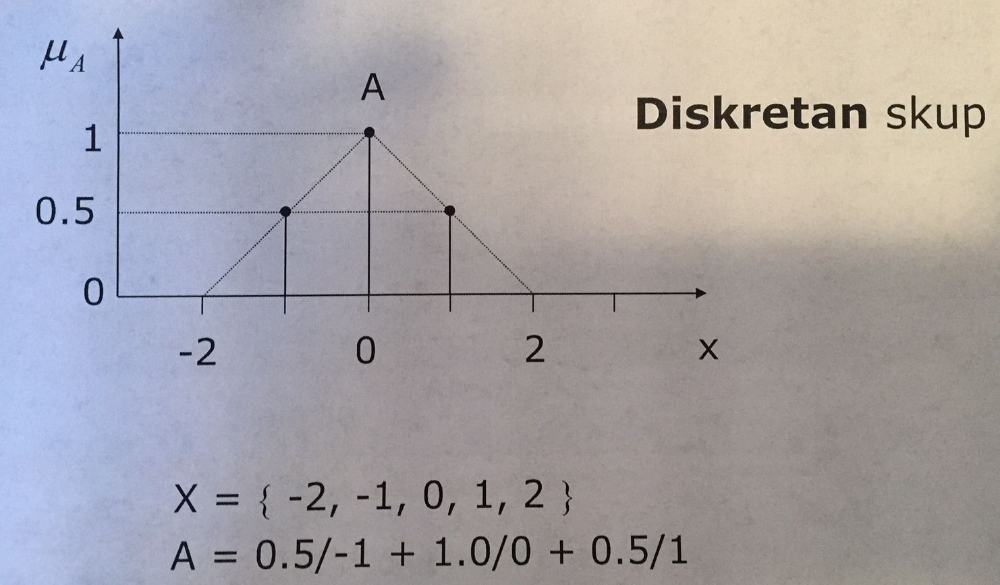 μA
A
Diskretan skup
1
0.5
0
-2 0 2 x
X = { -2, -1, 0, 1, 2 }
A = 0.5/-1 + 1.0/0 + 0.5/1